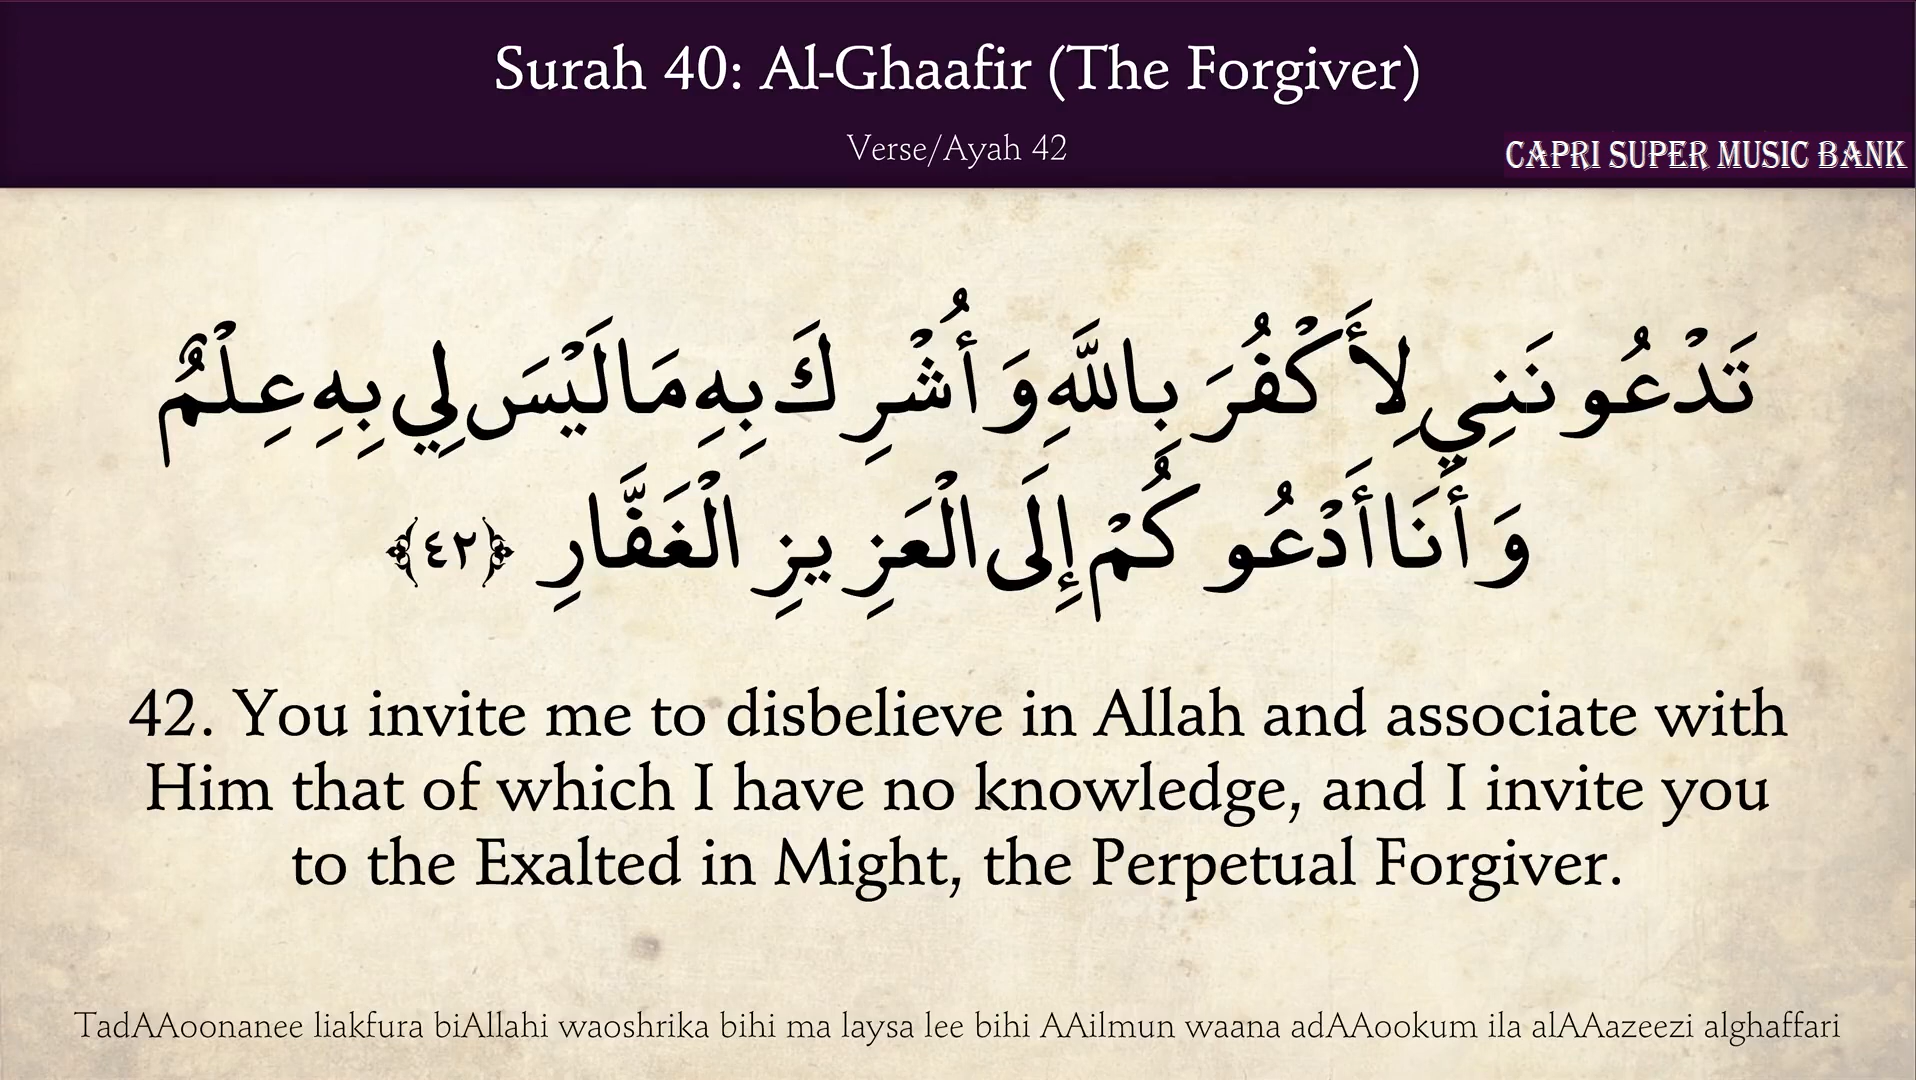 Surah 40: Al-Ghaafir (The Forgiver)
Verse/Ayah 42
CAPRI SUPER MUSIC BANK
تَدْعُونَنِي لِأَكْفُرَ بِاللَّهِ وَأُشْرِكَ بِهِ مَا لَيْسَ لِي بِهِ عِلْمٌ
وَأَنَا أَدْعُوكُمْ إِلَى الْعَزِيزِ الْغَفَّارِ ﴿٤٢﴾
42. You invite me to disbelieve in Allah and associate with
Him that of which I have no knowledge, and I invite you
to the Exalted in Might, the Perpetual Forgiver.
TadAAoonanee liakfura biAllahi waoshrika bihi ma laysa lee bihi AAilmun waana adAAookum ila alAAazeezi alghaffari